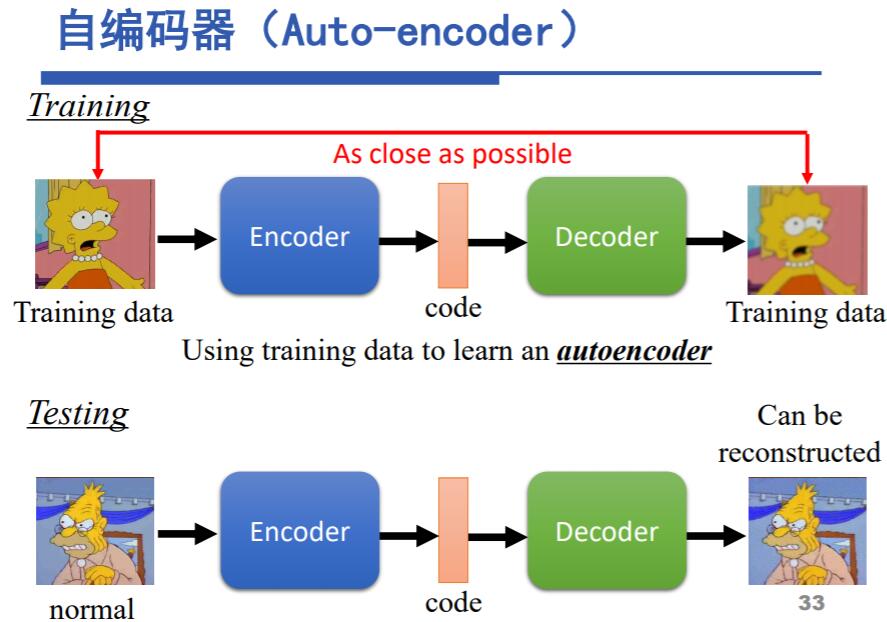 自编码器（Auto-encoder）
Training
As close as possible
Encoder
Decoder
Training data
code
Training data
Using training data to learn an autoencoder
Testing
Can be
reconstructed
Encoder
Decoder
normal
code
33